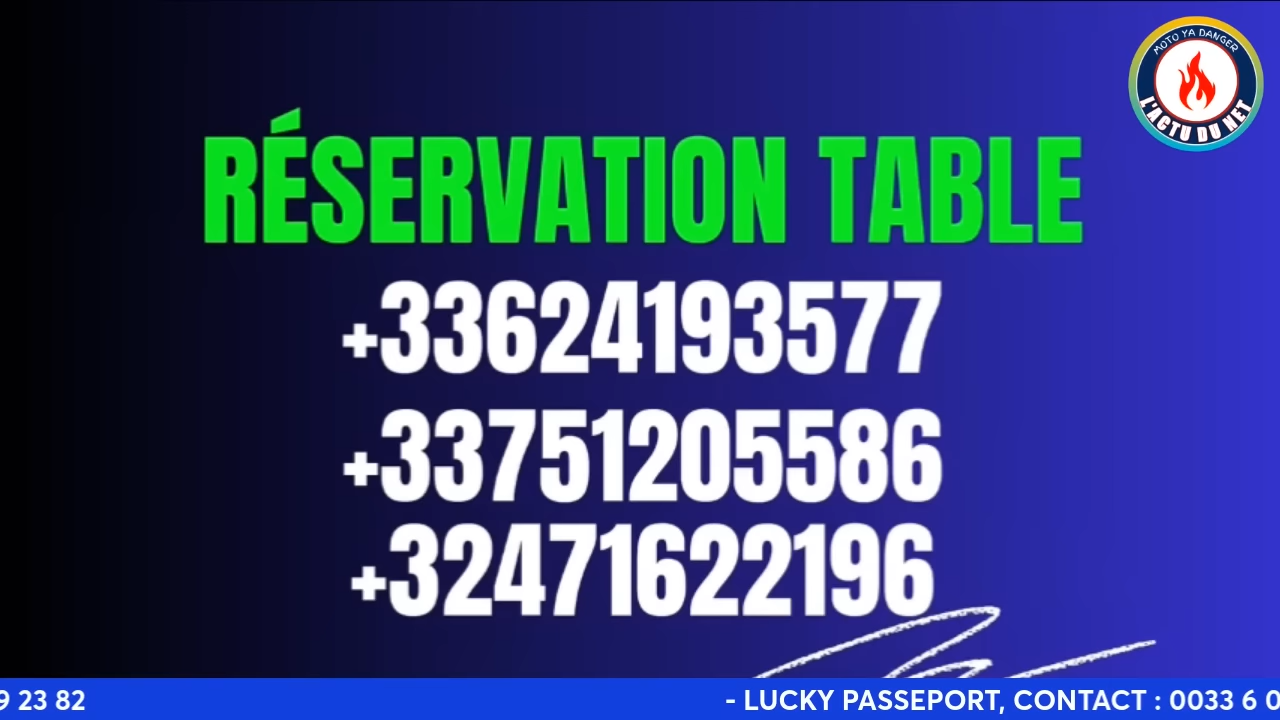 MOTO YA DANGER
L'ACTU DU NET
RÉSERVATION TABLE
+33624193577
+33751205586
+32471622196
9 23 82
- LUCKY PASSEPORT, CONTACT : 0033 6 0